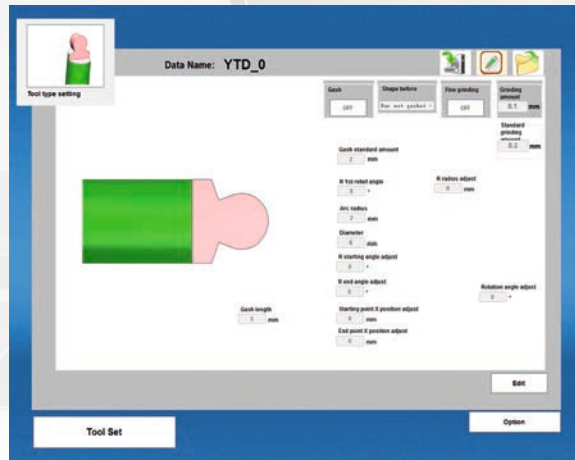 Data Name: YTD_0
Tool type setting
Gash
OFF
Shape before
Fine grinding
OFF
Grinding amount
0.1 mm
Standard grinding amount
0.2 mm
Gash standard amount
2 mm
R 1st relief angle
°
R radius adjust
0 mm
Arc radius
2 mm
Diameter
6 mm
R starting angle adjust
0 °
R end angle adjust
0 °
Rotation angle adjust
0 °
Gash length
5 mm
Starting point X position adjust
0 mm
End point X position adjust
0 mm
Edit
Tool Set
Option